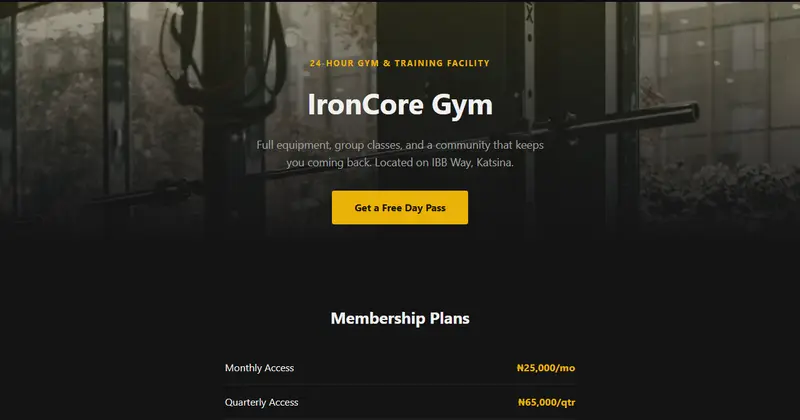 24-HOUR GYM & TRAINING FACILITY
IronCore Gym
Full equipment, group classes, and a community that keeps
you coming back. Located on IBB Way, Katsina.
Get a Free Day Pass
Membership Plans
Monthly Access ₦25,000/mo
Quarterly Access ₦65,000/qtr